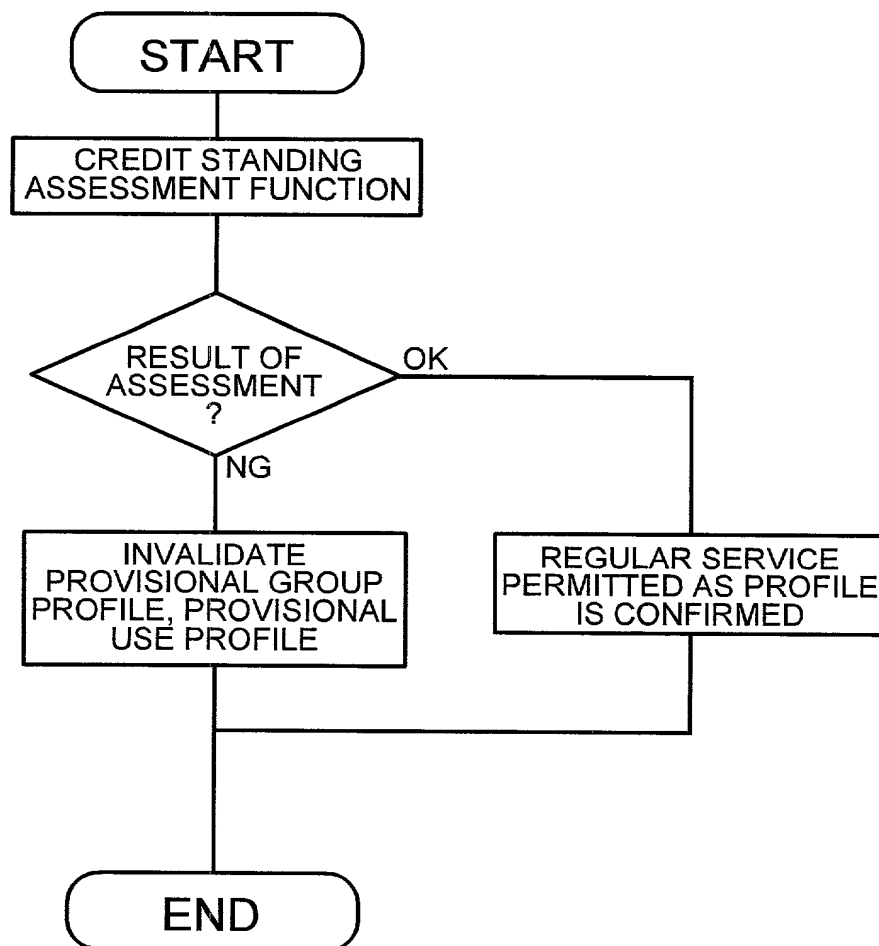 START
CREDIT STANDING
ASSESSMENT FUNCTION
RESULT OF
ASSESSMENT
?
OK
NG
INVALIDATE
PROVISIONAL GROUP
PROFILE, PROVISIONAL
USE PROFILE
REGULAR SERVICE
PERMITTED AS PROFILE
IS CONFIRMED
END